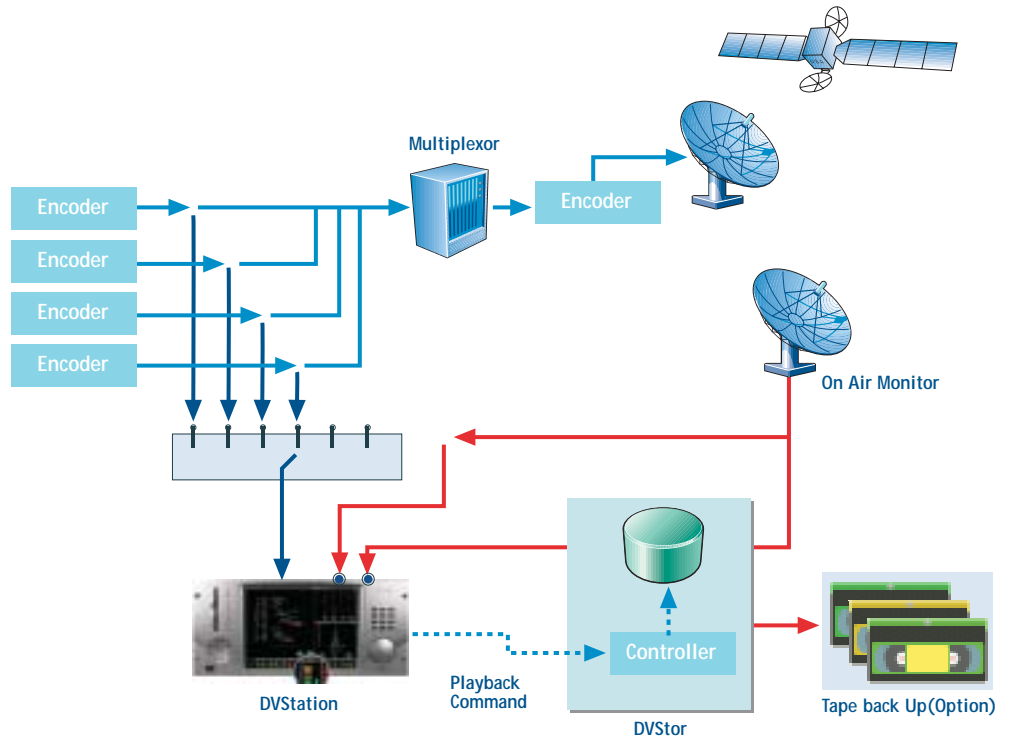 Multiplexor
Encoder
Encoder
Encoder
Encoder
Encoder
On Air Monitor
Controller
Playback
Command
DVStation
DVStor
Tape back Up(Option)